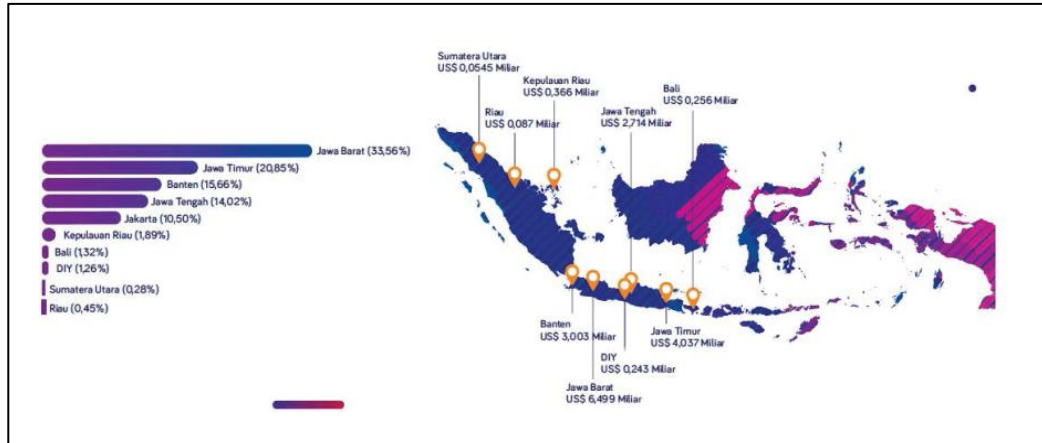 Jawa Barat (33,56%)
Jawa Timur (20,85%)
Banten (15,66%)
Jawa Tengah (14,02%)
Jakarta (10,50%)
Kepulauan Riau (1,89%)
Bali (1,32%)
DIY (1,26%)
Sumatera Utara (0,28%)
Riau (0,45%)
Sumatera Utara
US$ 0,0545 Miliar
Kepulauan Riau
US$ 0,366 Miliar
Bali
US$ 0,256 Miliar
Riau
US$ 0,087 Miliar
Jawa Tengah
US$ 2,714 Miliar
Banten
US$ 3,003 Miliar
Jawa Timur
US$ 4,037 Miliar
DIY
US$ 0,243 Miliar
Jawa Barat
US$ 6,499 Miliar